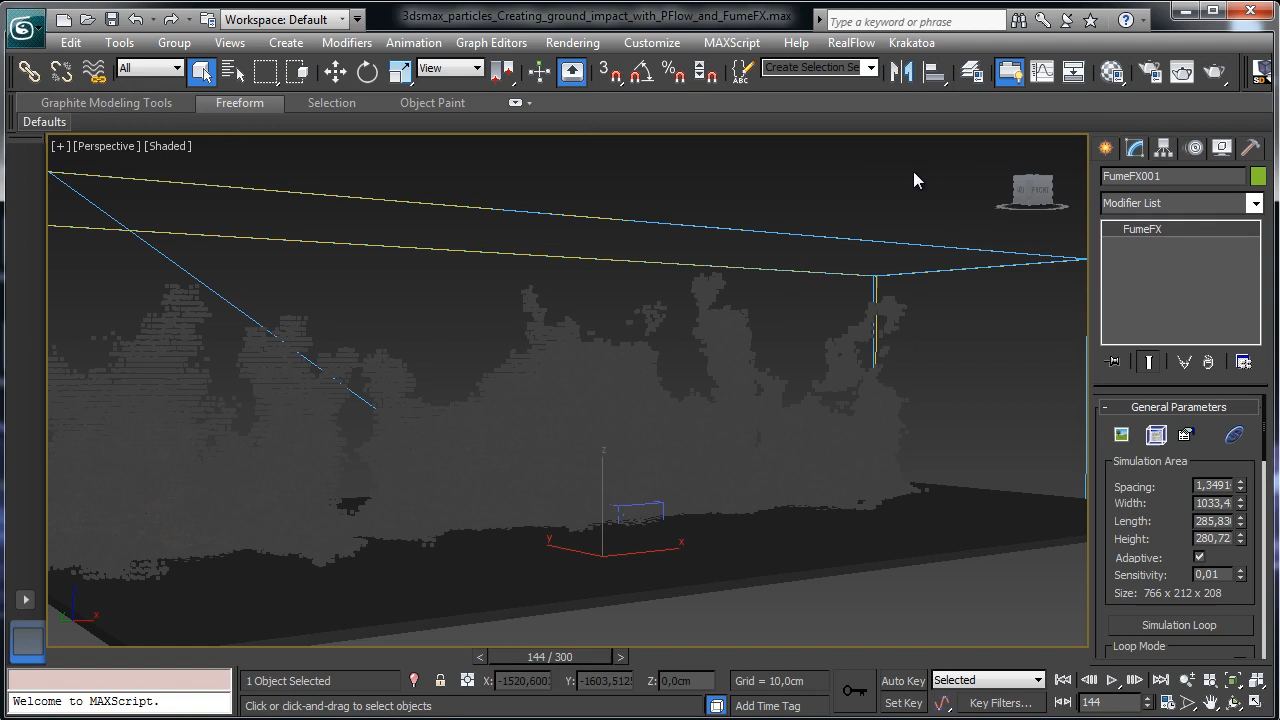 Workspace: Default
3dsmax_particles_Creating_ground_impact_with_PFlow_and_FumeFX.max
Type a keyword or phrase
Edit Tools Group Views Create Modifiers Animation Graph Editors Rendering Customize MAXScript Help RealFlow Krakatoa
All View 3 ABC Create Selection Se
Graphite Modeling Tools Freeform Selection Object Paint
Defaults
[+] [Perspective] [Shaded]
FRONT
FumeFX001
Modifier List
FumeFX
- General Parameters
Simulation Area
Spacing: 1,3491
Width: 1033,4
Length: 285,830
Height: 280,72
Adaptive:
Sensitivity: 0,01
Size: 766 x 212 x 208
Simulation Loop
Loop Mode
z
y
x
x
< 144 / 300 >
1 Object Selected X: -1520,600 Y: -1603,512 Z: 0,0cm Grid = 10,0cm Auto Key Selected
Welcome to MAXScript. Click or click-and-drag to select objects Add Time Tag Set Key Key Filters... 144